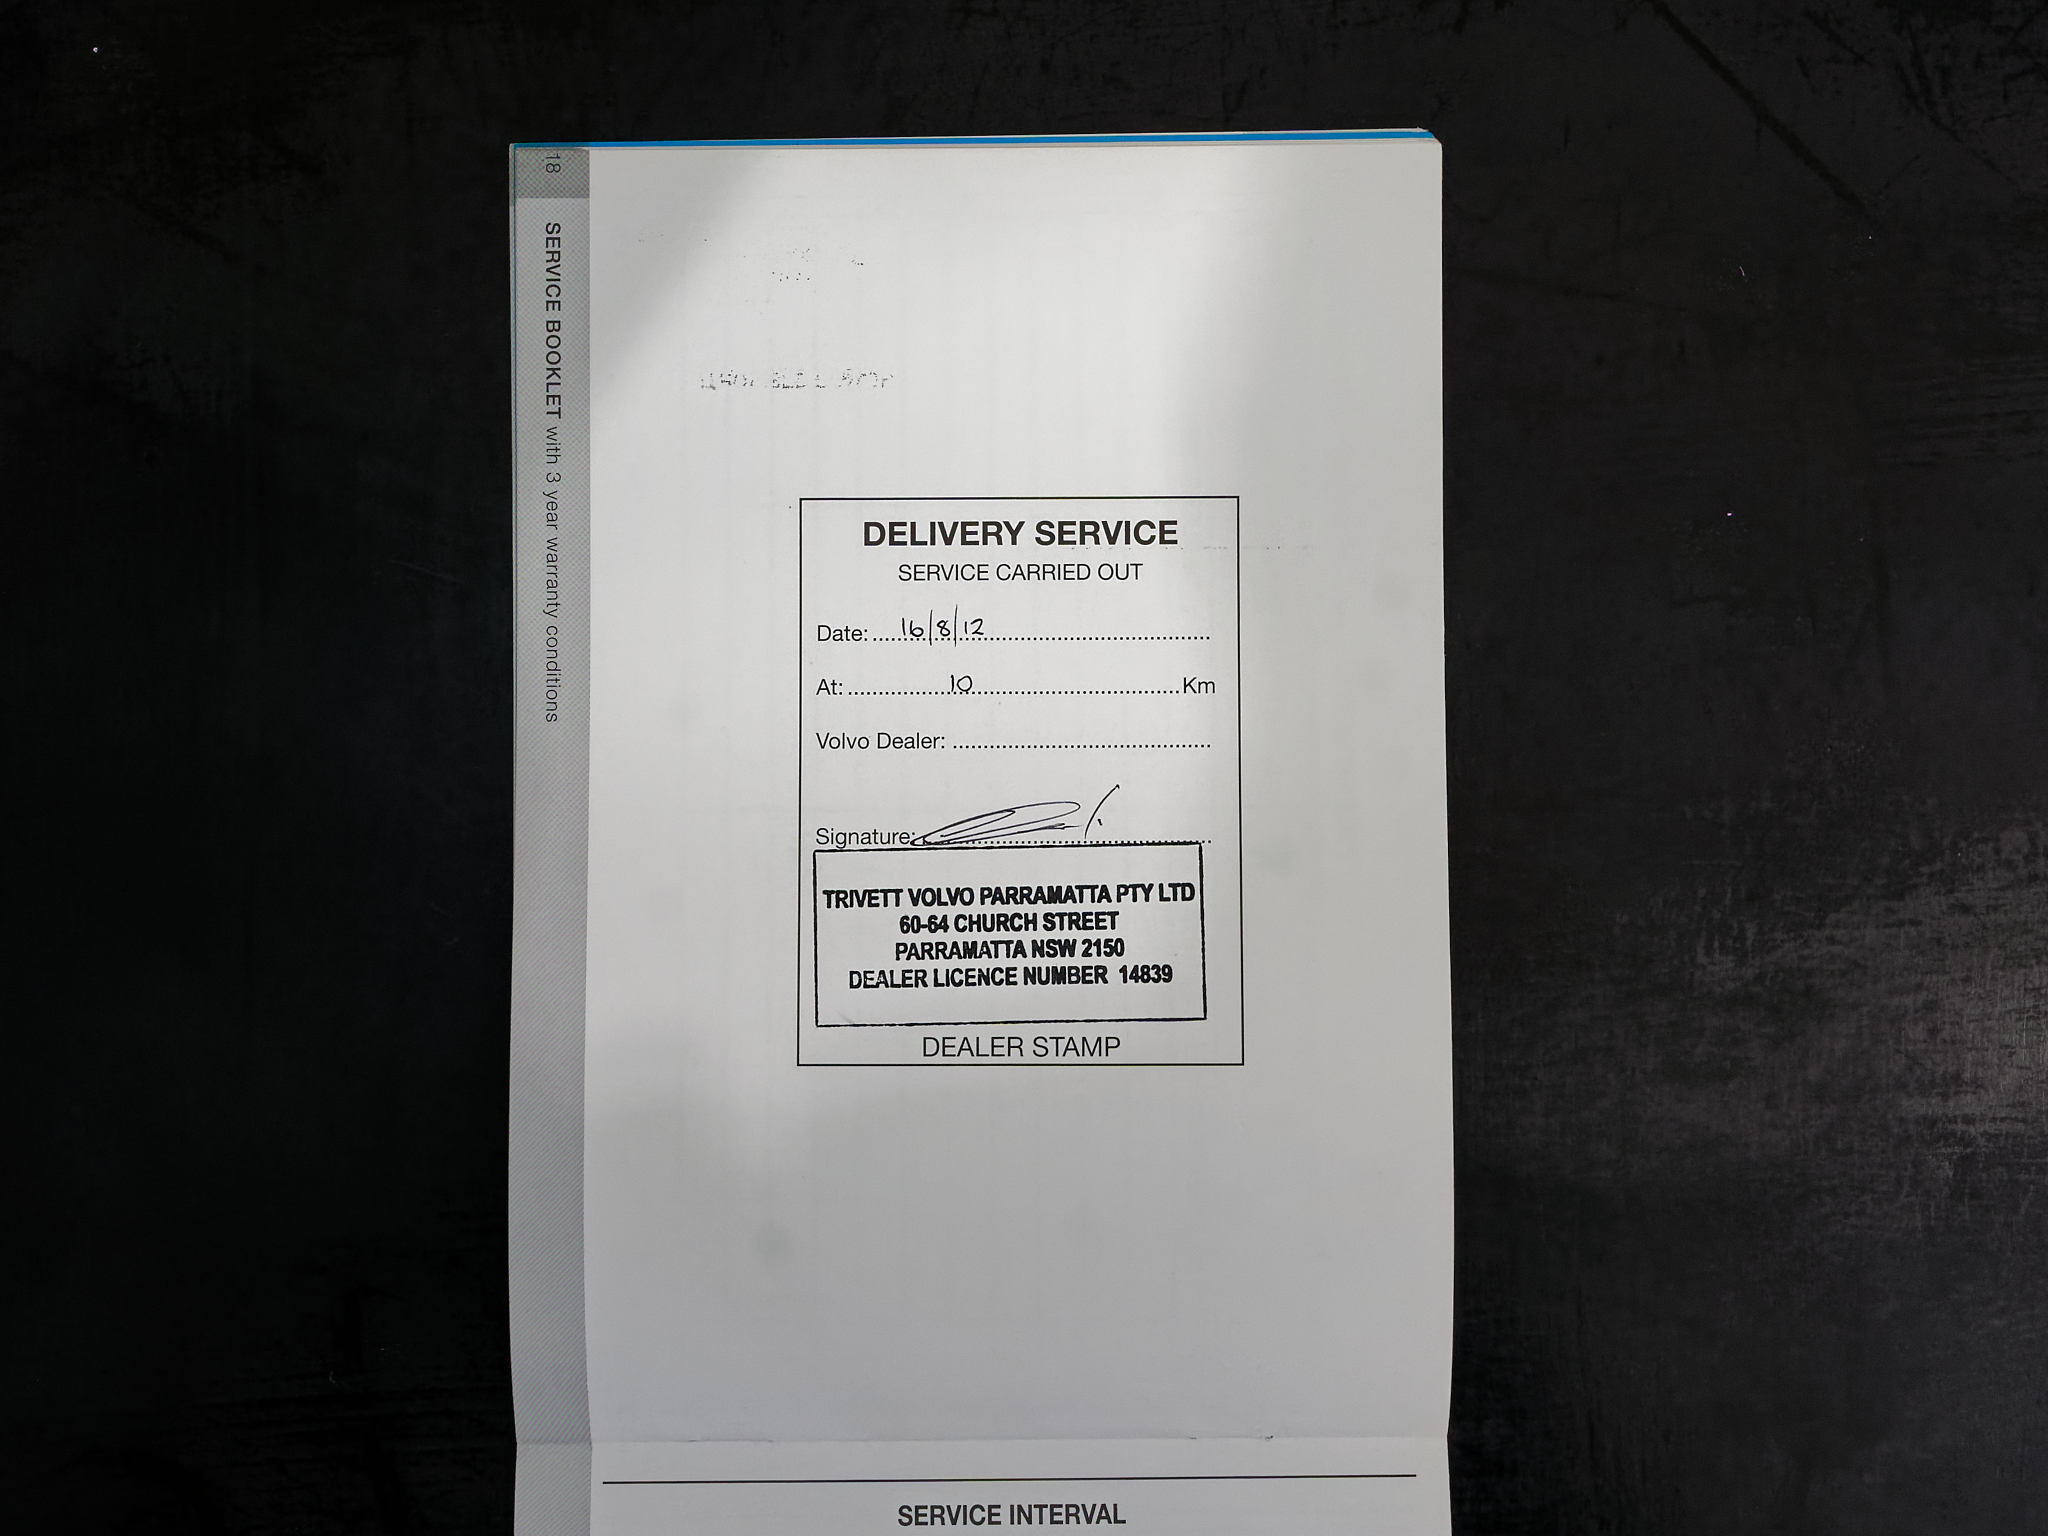 18
SERVICE BOOKLET with 3 year warranty conditions
DELIVERY SERVICE
SERVICE CARRIED OUT
Date: 16/8/12
At: 10 Km
Volvo Dealer:
Signature:
TRIVETT VOLVO PARRAMATTA PTY LTD
60-64 CHURCH STREET
PARRAMATTA NSW 2150
DEALER LICENCE NUMBER 14839
DEALER STAMP
SERVICE INTERVAL